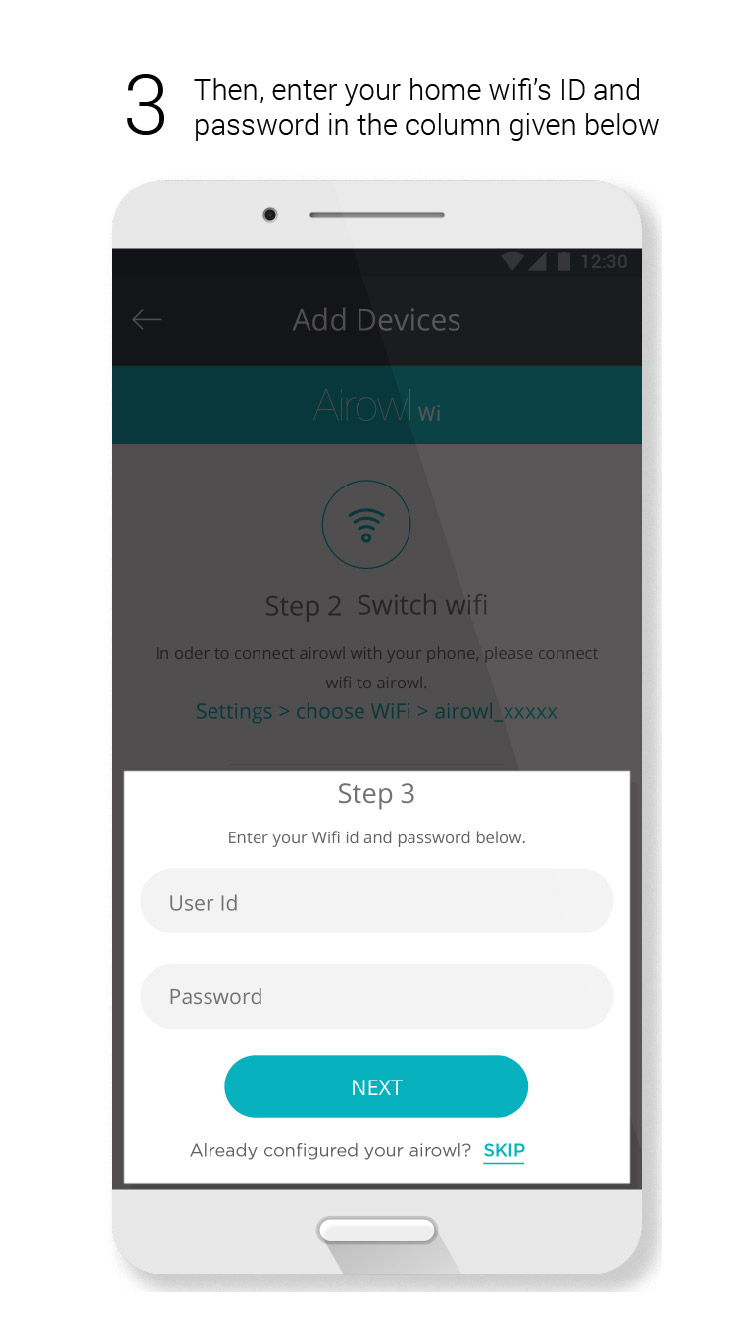 3 Then, enter your home wifi's ID and
password in the column given below
12:30
Add Devices
Airowl Wi
Step 2 Switch wifi
In oder to connect airowl with your phone, please connect
wifi to airowl.
Settings > choose WiFi > airowl_xxxxx
Step 3
Enter your Wifi id and password below.
User Id
Password
NEXT
Already configured your airowl? SKIP